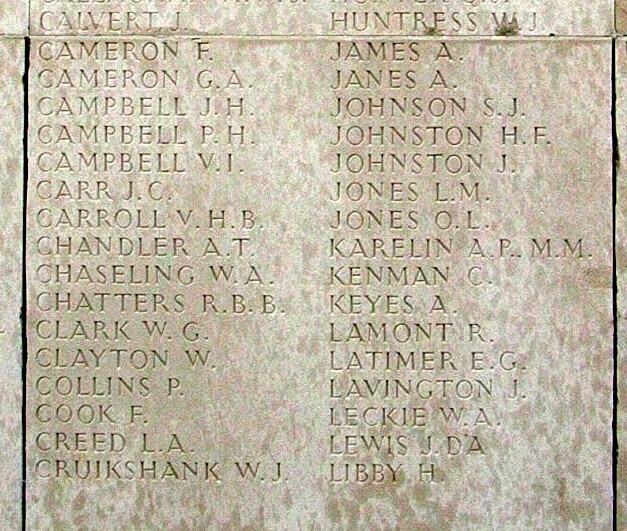 CALVERT J.
CAMERON F.
CAMERON G.A.
CAMPBELL J.H.
CAMPBELL P.H.
CAMPBELL V.I.
CARR J.C.
CARROLL V.H.B.
CHANDLER A.T.
CHASELING W.A.
CHATTERS R.B.B.
CLARK W.G.
CLAYTON W.
COLLINS P.
COOK F.
CREED L.A.
CRUIKSHANK W.J.
HUNTRESS W.J.
JAMES A.
JANES A.
JOHNSON S.J.
JOHNSTON H.F.
JOHNSTON J.
JONES L.M.
JONES O.L.
KARELIN A.P., M.M.
KENMAN C.
KEYES A.
LAMONT R.
LATIMER E.G.
LAVINGTON J.
LECKIE W.A.
LEWIS J.D'A
LIBBY H.